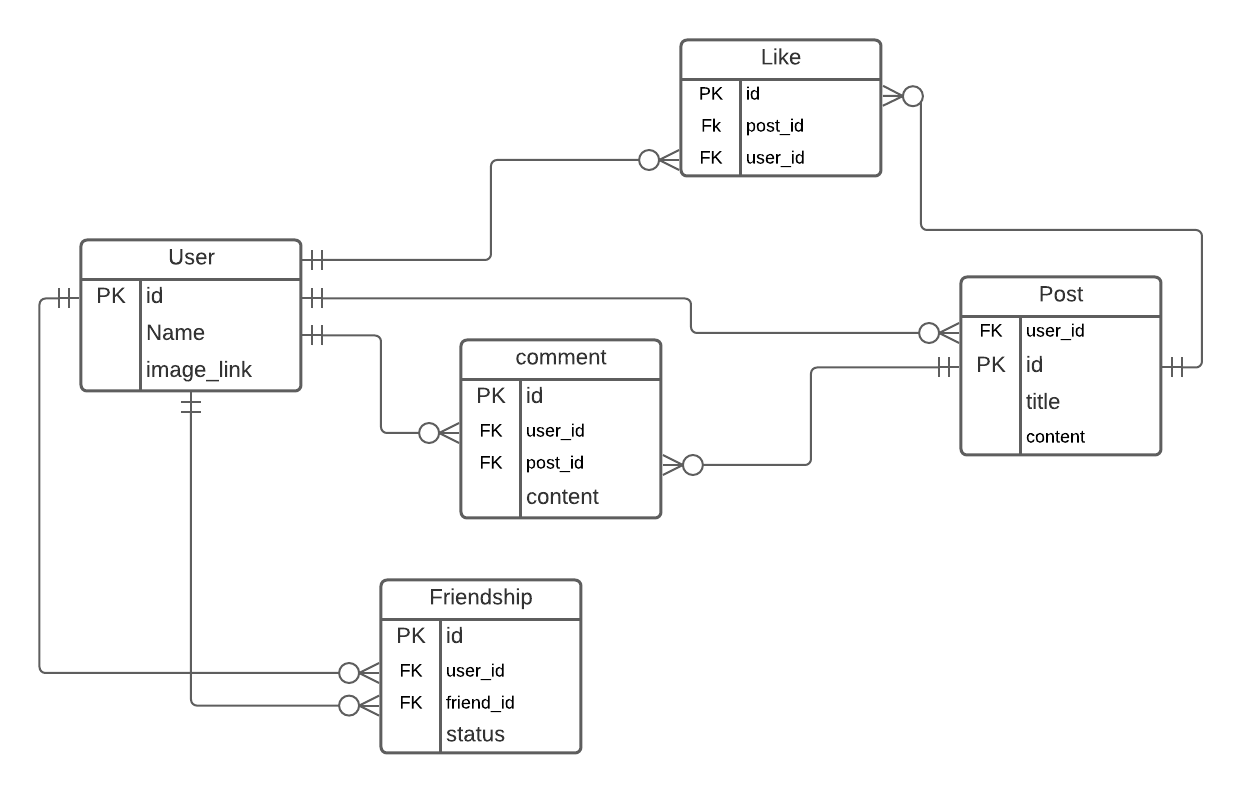 Like
PK id
Fk post_id
FK user_id
User
PK id
Name
image_link
Post
FK user_id
PK id
title
content
comment
PK id
FK user_id
FK post_id
content
Friendship
PK id
FK user_id
FK friend_id
status